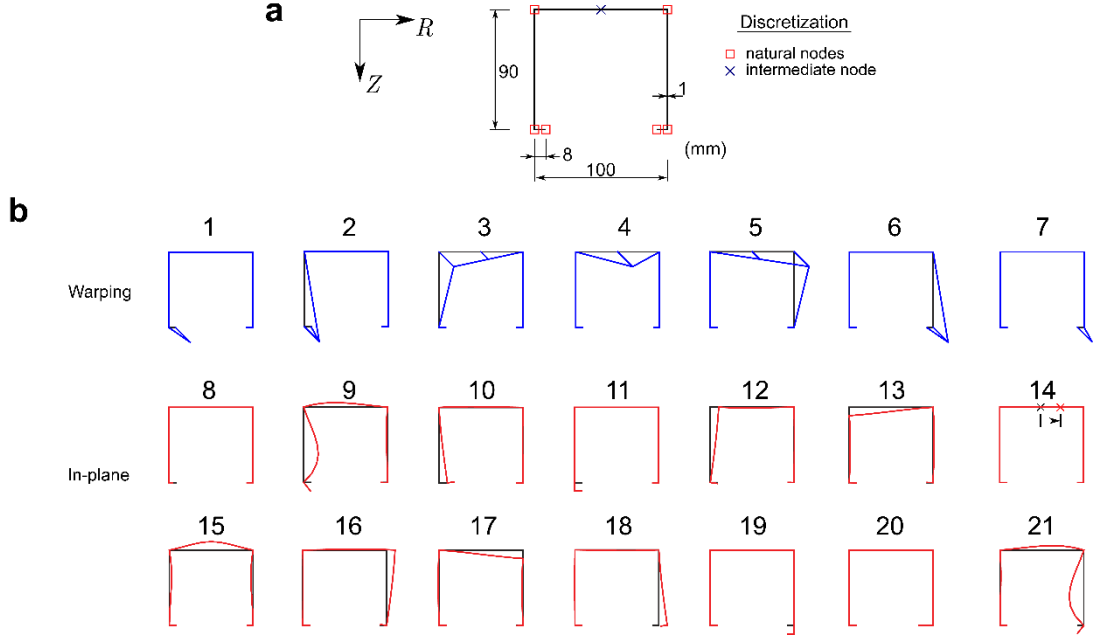 a
R
Z
90
8
100
1
(mm)
Discretization
natural nodes
intermediate node
b
1 2 3 4 5 6 7
Warping
8 9 10 11 12 13 14
In-plane
15 16 17 18 19 20 21